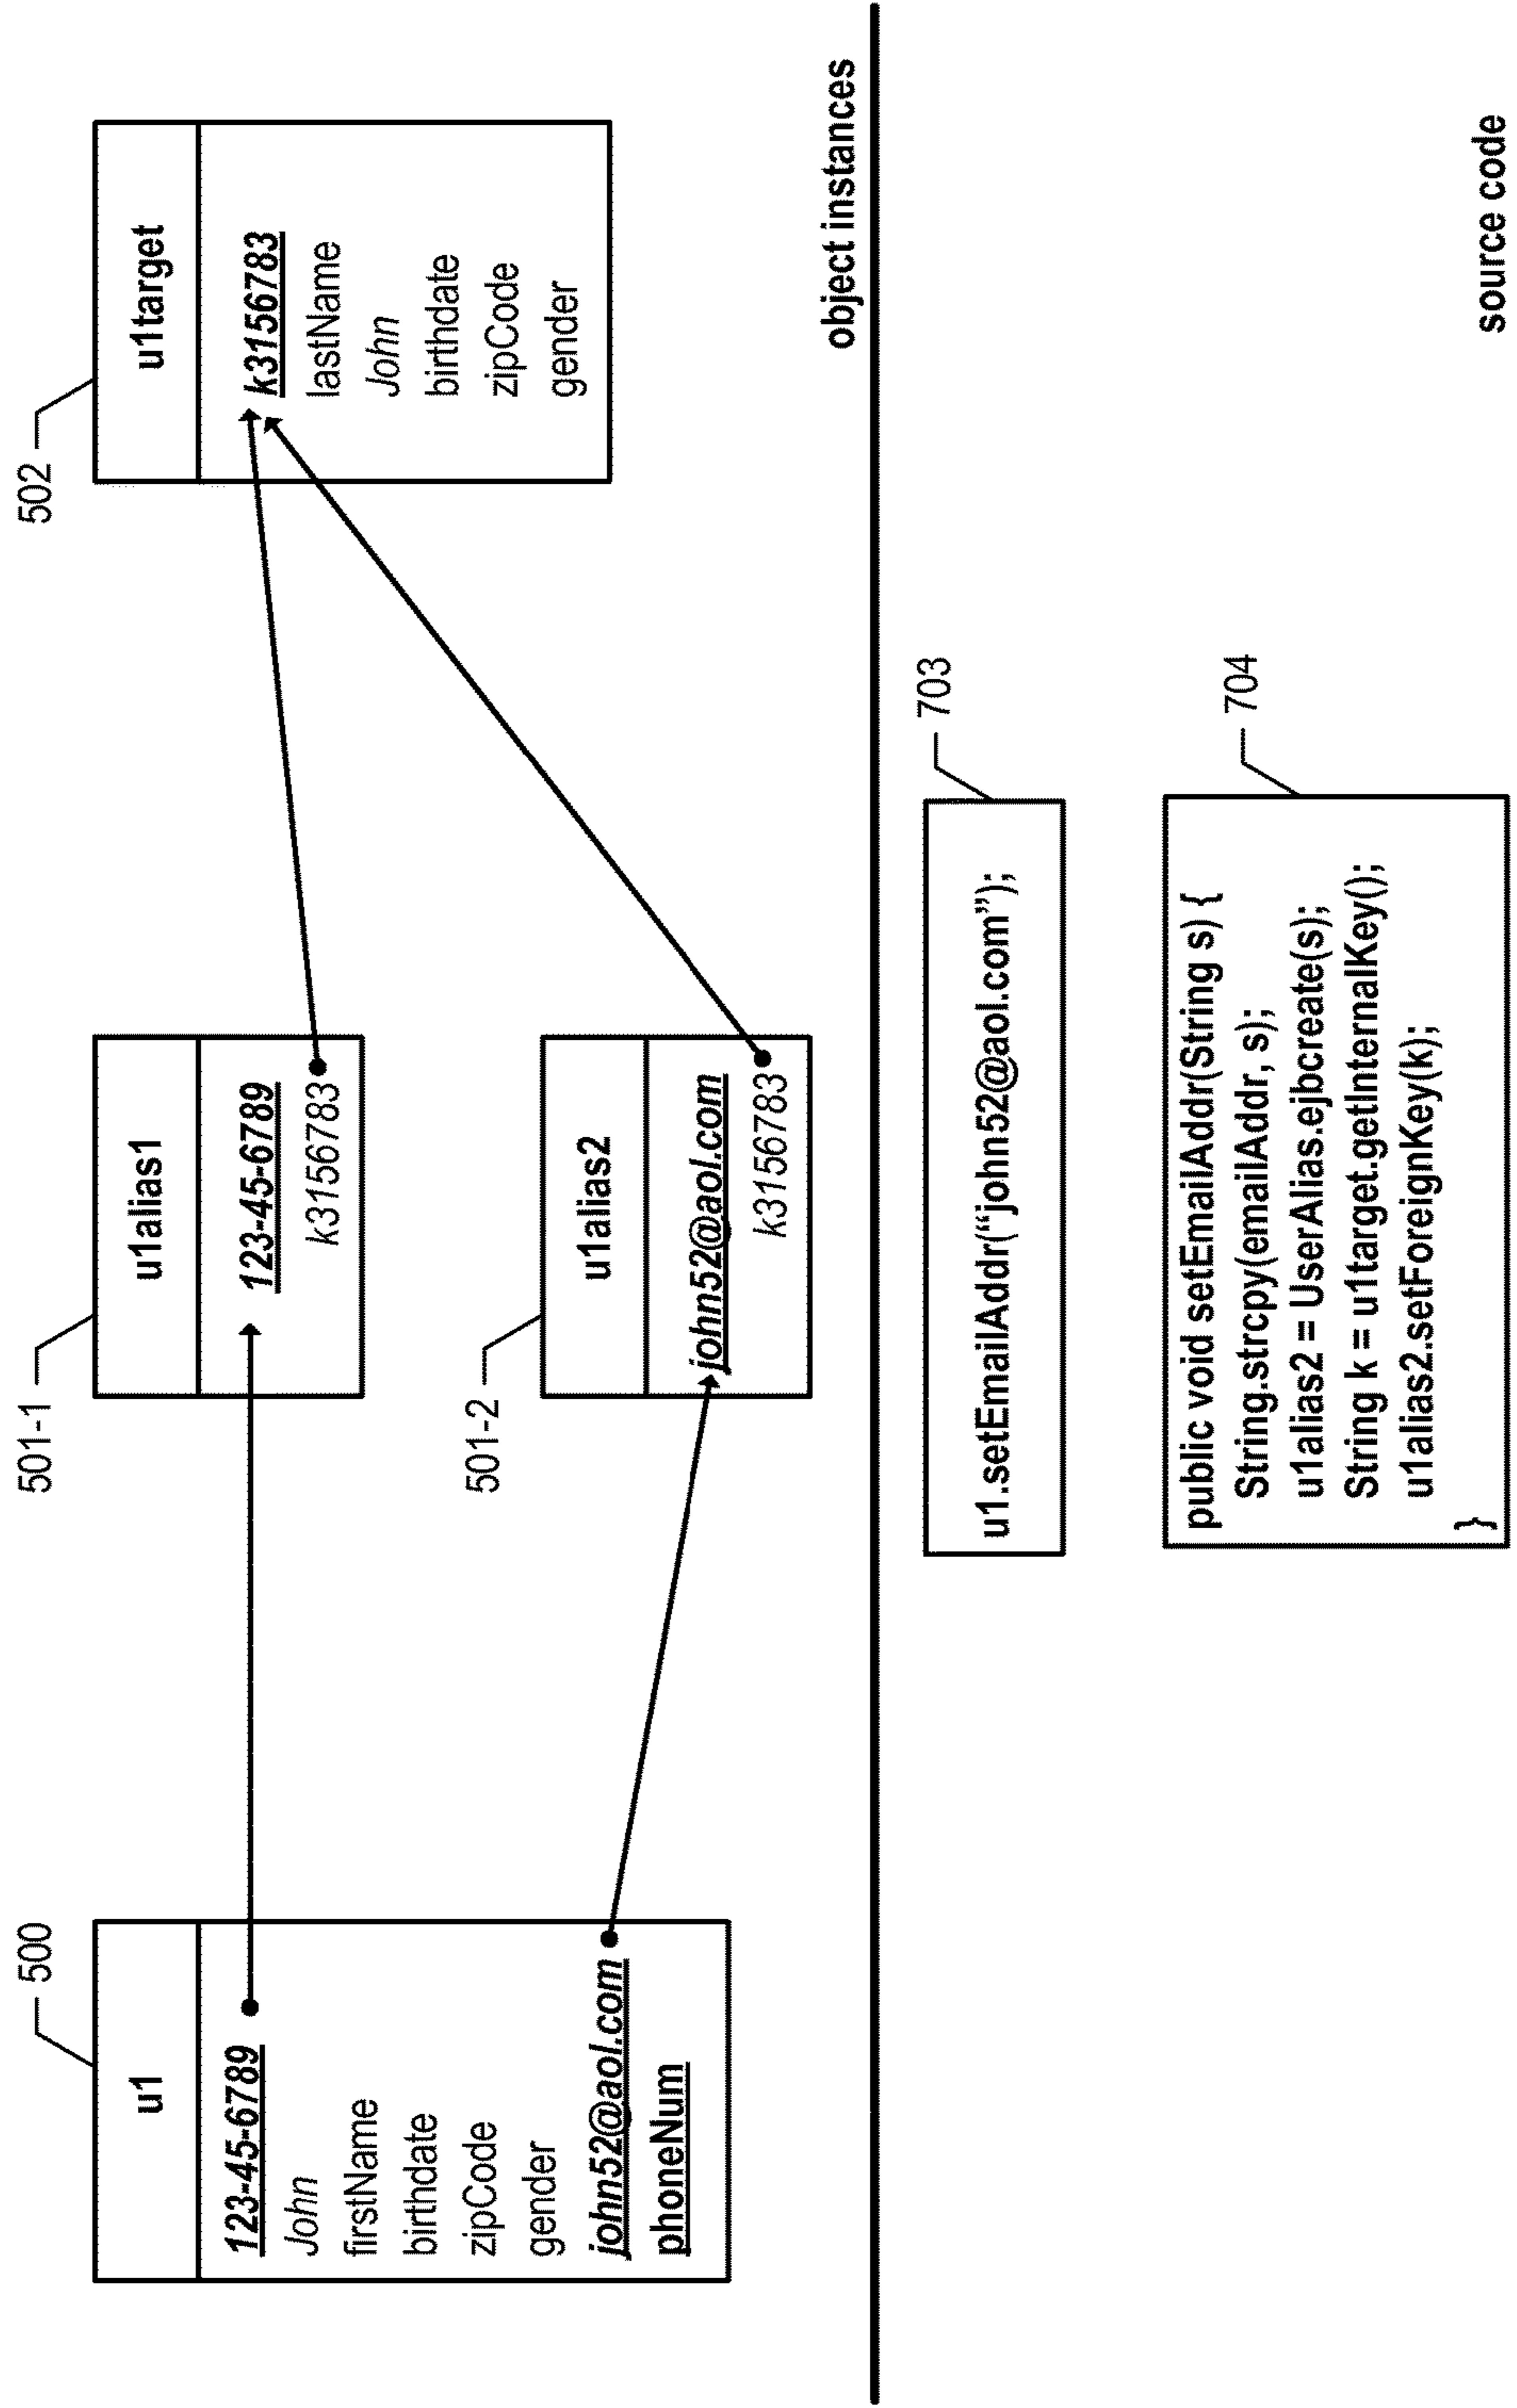 500
u1
123-45-6789
John
firstName
birthdate
zipCode
gender
john52@aol.com
phoneNum
501-1
u1alias1
123-45-6789
k3156783
501-2
u1alias2
john52@aol.com
k3156783
502
u1target
k3156783
lastName
John
birthdate
zipCode
gender
object instances
703
u1.setEmailAddr(“john52@aol.com”);
704
public void setEmailAddr(String s) {
String.strcpy(emailAddr, s);
u1alias2 = UserAlias.ejbcreate(s);
String k = u1target.getInternalKey();
u1alias2.setForeignKey(k);
}
source code